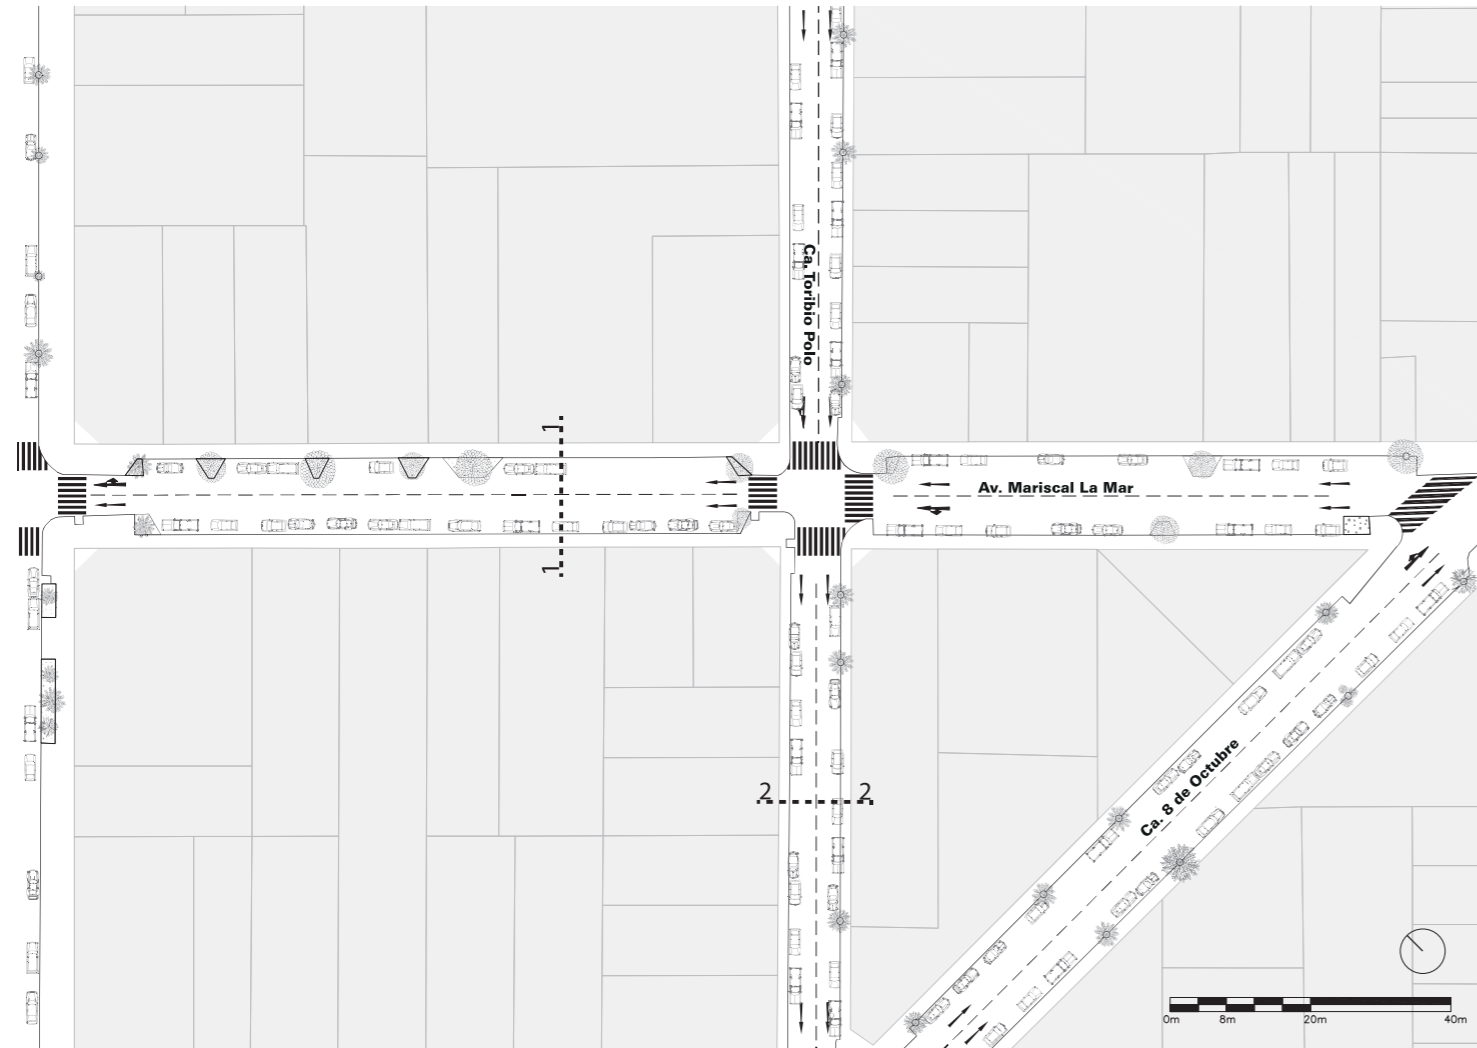 Ca. Toribio Polo
1
Av. Mariscal La Mar
1
2
2
Ca. 8 de Octubre
0m
8m
20m
40m